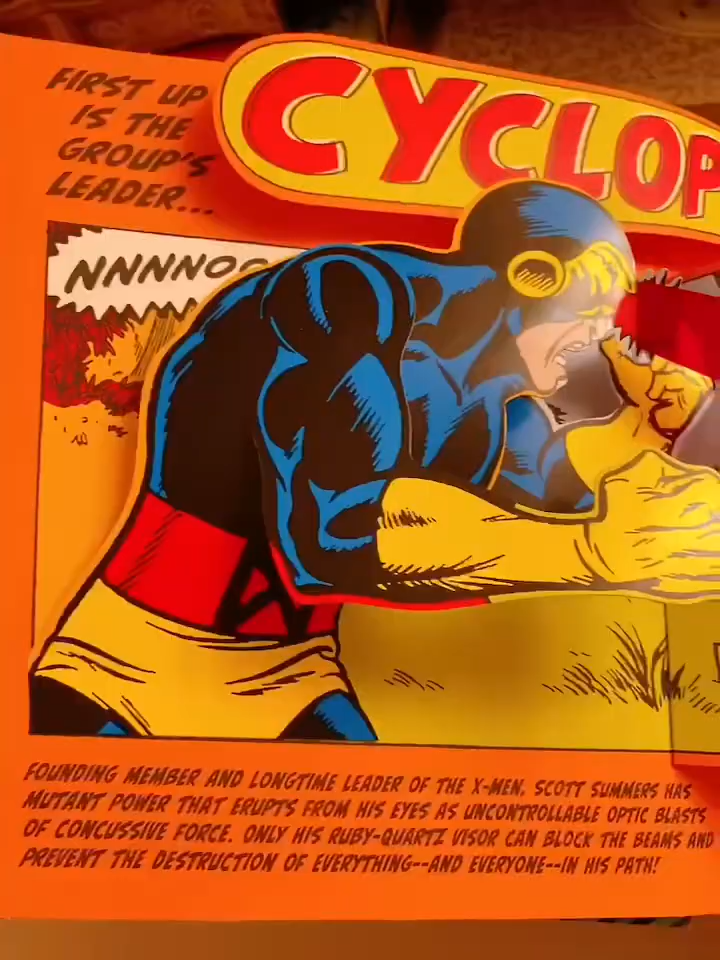 FIRST UP
IS THE
GROUP'S
LEADER...
CYCLOP
NNNNOO
FOUNDING MEMBER AND LONGTIME LEADER OF THE X-MEN, SCOTT SUMMERS HAS
MUTANT POWER THAT ERUPTS FROM HIS EYES AS UNCONTROLLABLE OPTIC BLASTS
OF CONCUSSIVE FORCE. ONLY HIS RUBY-QUARTZ VISOR CAN BLOCK THE BEAMS AND
PREVENT THE DESTRUCTION OF EVERYTHING--AND EVERYONE--IN HIS PATH!